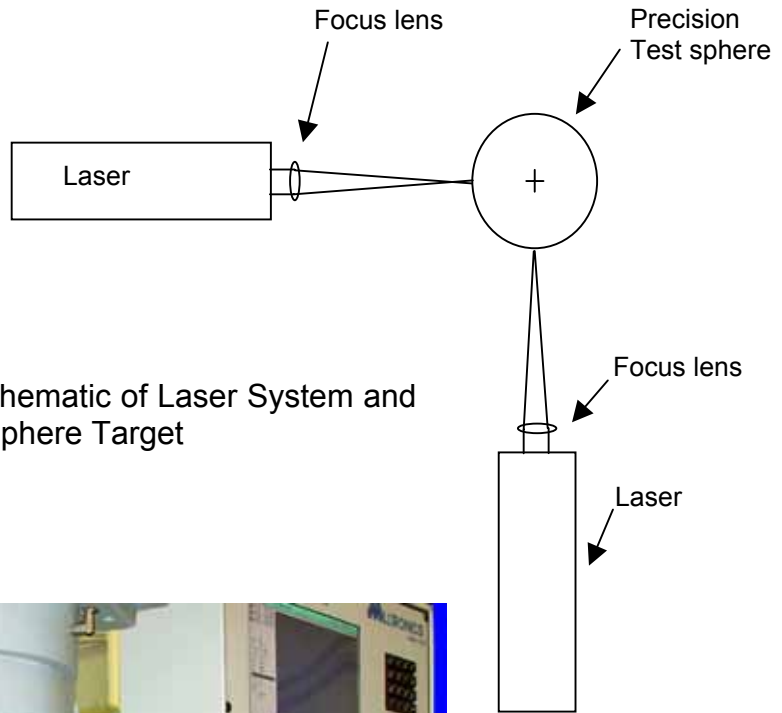 Focus lens
Precision
Test sphere
Laser
Focus lens
hematic of Laser System and
phere Target
Laser